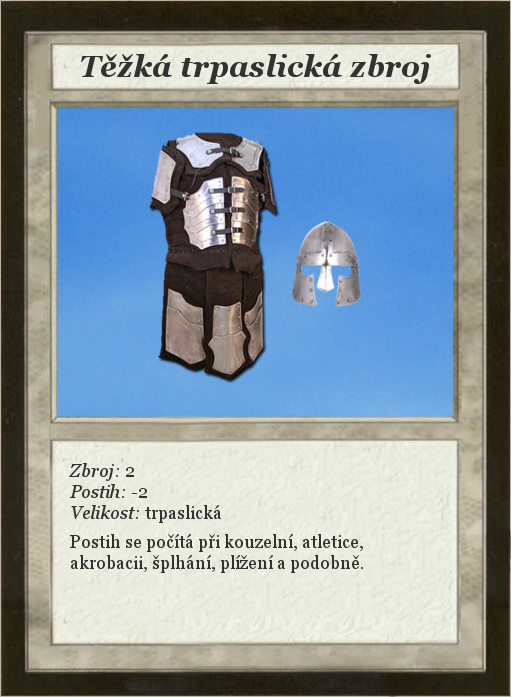 Těžká trpaslická zbroj
Zbroj: 2
Postih: -2
Velikost: trpaslická
Postih se počítá při kouzelní, atletice,
akrobacii, šplhání, plížení a podobně.